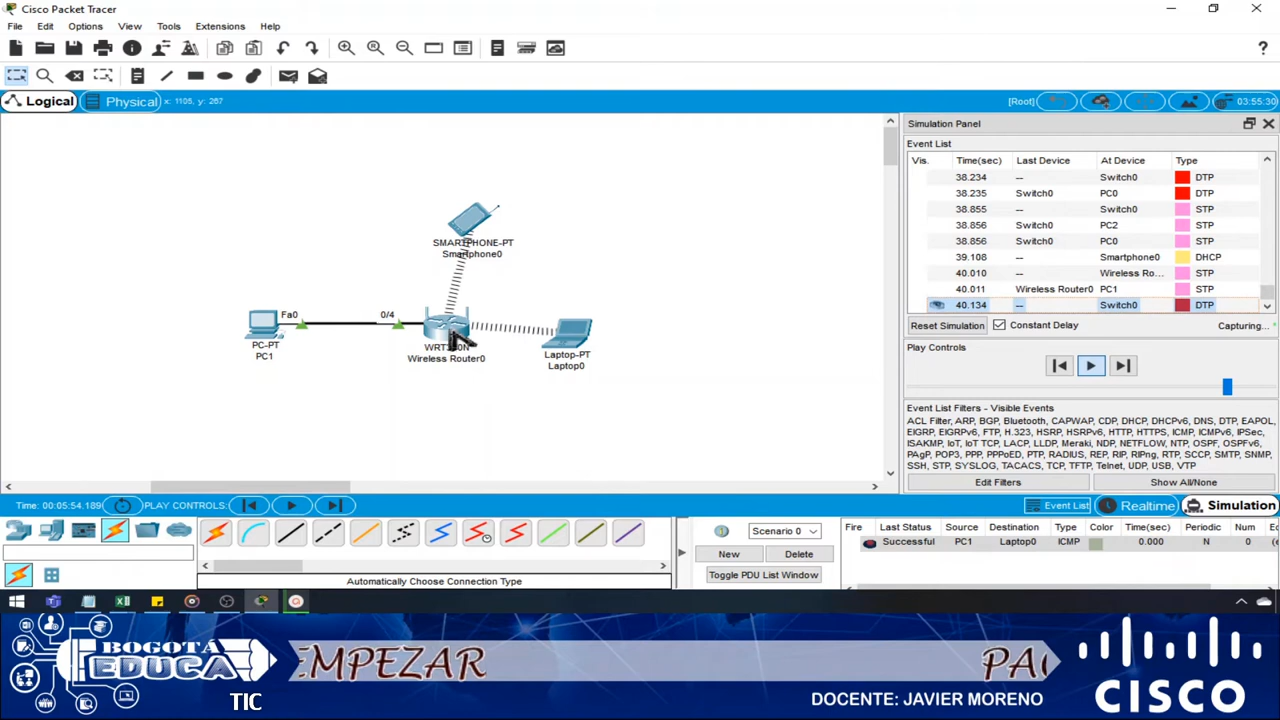 Cisco Packet Tracer
File Edit Options View Tools Extensions Help
Logical Physical x: 1105, y: 267 [Root] 03:55:30
Simulation Panel
Event List
Vis. Time(sec) Last Device At Device Type
38.234 -- Switch0 DTP
38.235 Switch0 PC0 DTP
38.855 -- Switch0 STP
38.856 Switch0 PC2 STP
38.856 Switch0 PC0 STP
39.108 -- Smartphone0 DHCP
40.010 -- Wireless Ro... STP
40.011 Wireless Router0 PC1 STP
40.134 -- Switch0 DTP
Reset Simulation Constant Delay Capturing...
Play Controls
Event List Filters - Visible Events
ACL Filter, ARP, BGP, Bluetooth, CAPWAP, CDP, DHCP, DHCPv6, DNS, DTP, EAPOL,
EIGRP, EIGRPv6, FTP, H.323, HSRP, HSRPv6, HTTP, HTTPS, ICMP, ICMPv6, IPSec,
ISAKMP, IoT, IoT TCP, LACP, LLDP, Meraki, NDP, NETFLOW, NTP, OSPF, OSPFv6,
PAgP, POP3, PPP, PPPoED, PTP, RADIUS, REP, RIP, RIPng, RTP, SCCP, SMTP, SNMP,
SSH, STP, SYSLOG, TACACS, TCP, TFTP, Telnet, UDP, USB, VTP
Edit Filters Show All/None
SMARTPHONE-PT
Smartphone0
Fa0 0/4
PC-PT
PC1
Wireless Router0
Laptop-PT
Laptop0
Time: 00:05:54.189 PLAY CONTROLS: Event List Realtime Simulation
Scenario 0
New Delete
Toggle PDU List Window
Fire Last Status Source Destination Type Color Time(sec) Periodic Num
Successful PC1 Laptop0 ICMP 0.000 N 0
Automatically Choose Connection Type
BOGOTÁ
EDUCA
TIC
EMPEZAR
DOCENTE: JAVIER MORENO
CISCO